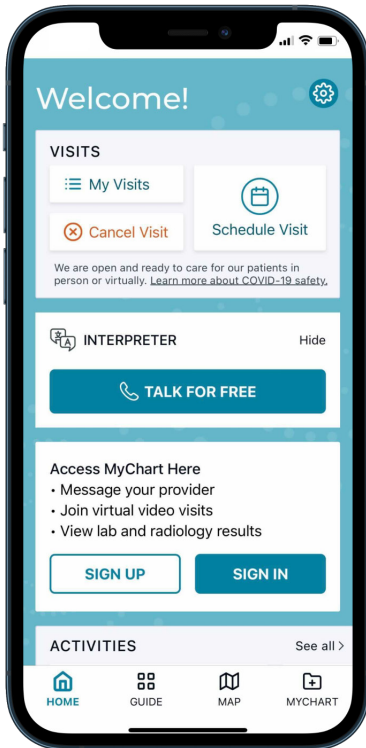 Welcome!
VISITS
My Visits
Cancel Visit
Schedule Visit
We are open and ready to care for our patients in
person or virtually. Learn more about COVID-19 safety.
INTERPRETER
Hide
TALK FOR FREE
Access MyChart Here
• Message your provider
• Join virtual video visits
• View lab and radiology results
SIGN UP
SIGN IN
ACTIVITIES
See all >
HOME
GUIDE
MAP
MYCHART